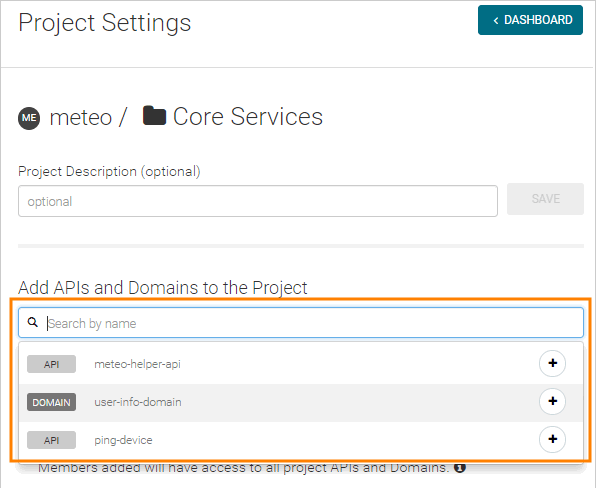 Project Settings
< DASHBOARD
ME meteo / Core Services
Project Description (optional)
optional
SAVE
Add APIs and Domains to the Project
Search by name
API meteo-helper-api
DOMAIN user-info-domain
API ping-device
Members added will have access to all project APIs and Domains.